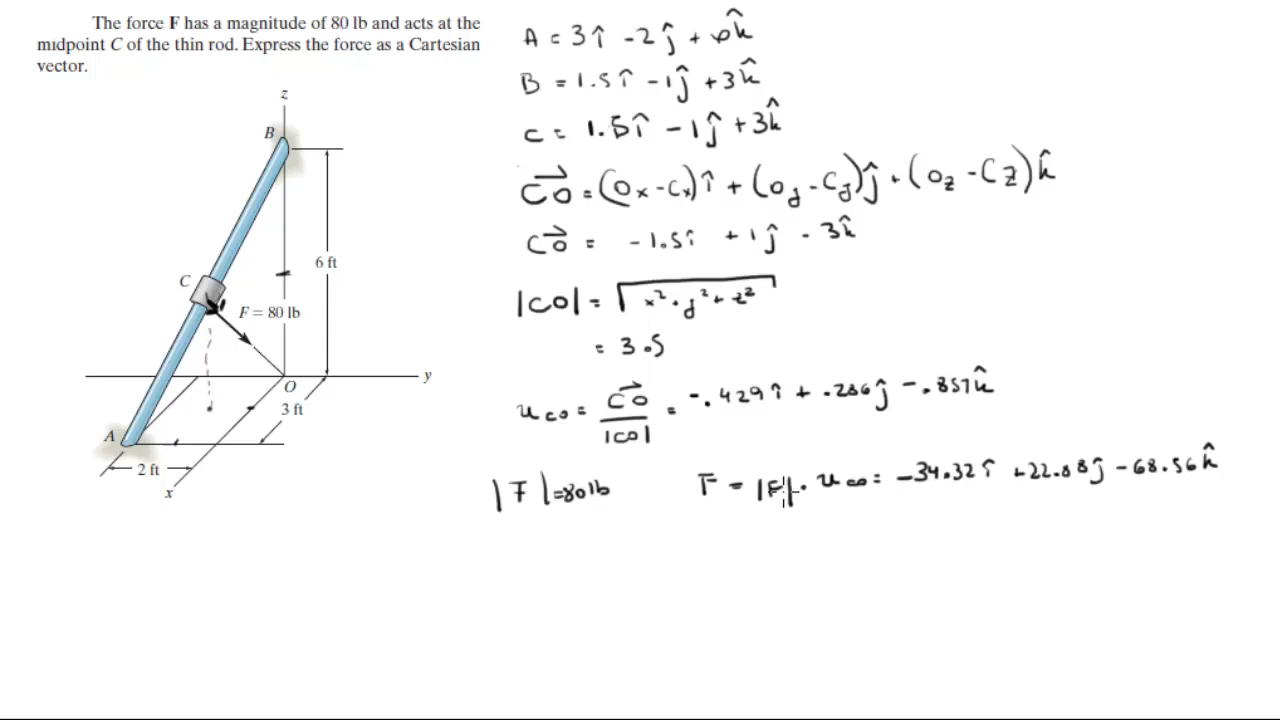 The force F has a magnitude of 80 lb and acts at the
midpoint C of the thin rod. Express the force as a Cartesian
vector.
z
B
6 ft
C
F = 80 lb
y
O
3 ft
A
2 ft
x
A = 3î - 2ĵ + 0k̂
B = 1.5î - 1ĵ + 3k̂
C = 1.5î - 1ĵ + 3k̂
CO⃗ = (Ox - Cx)î + (Oy - Cy)ĵ + (Oz - Cz)k̂
CO⃗ = -1.5î + 1ĵ - 3k̂
|CO| = √x² + y² + z²
= 3.5
u_CO = CO⃗ / |CO| = -.429î + .286ĵ - .857k̂
|F| = 80 lb
F = |F| · u_CO = -34.32î + 22.88ĵ - 68.56k̂